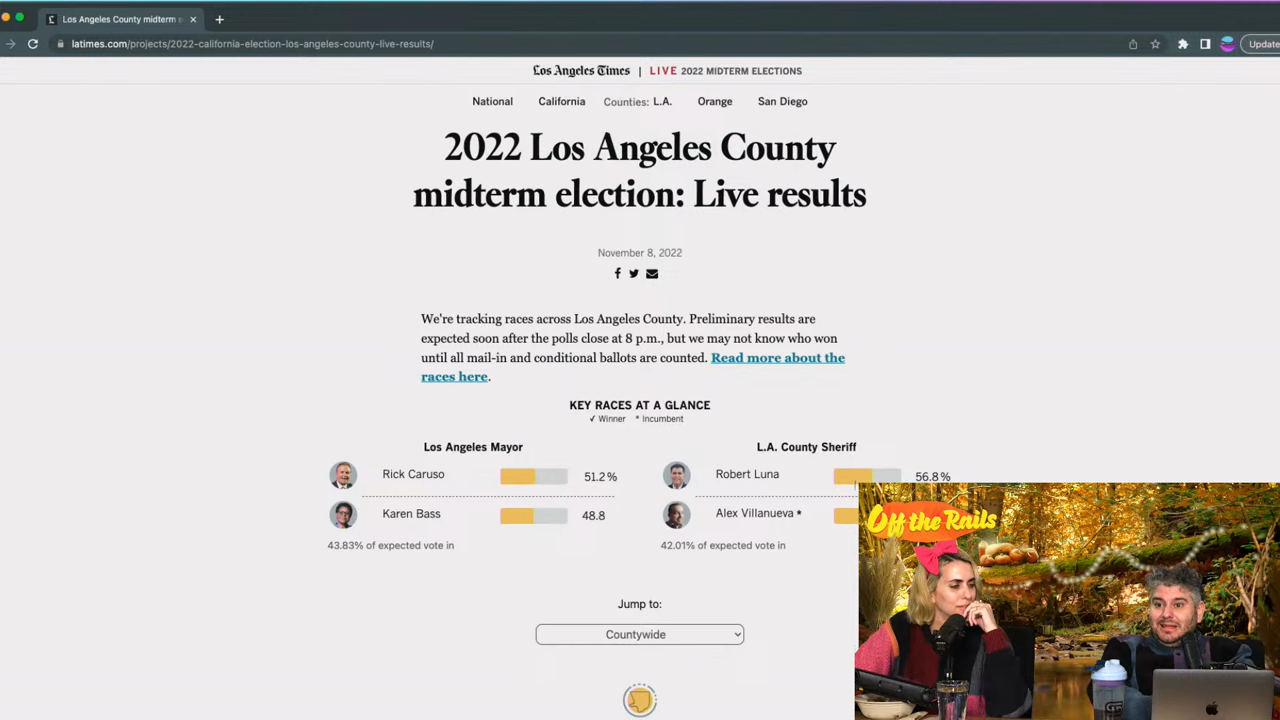 Los Angeles County midterm e
latimes.com/projects/2022-california-election-los-angeles-county-live-results/
Update
Los Angeles Times | LIVE 2022 MIDTERM ELECTIONS
National California Counties: L.A. Orange San Diego
2022 Los Angeles County
midterm election: Live results
November 8, 2022
We're tracking races across Los Angeles County. Preliminary results are
expected soon after the polls close at 8 p.m., but we may not know who won
until all mail-in and conditional ballots are counted. Read more about the
races here.
KEY RACES AT A GLANCE
✓ Winner * Incumbent
Los Angeles Mayor
Rick Caruso 51.2%
Karen Bass 48.8
43.83% of expected vote in
L.A. County Sheriff
Robert Luna 56.8%
Alex Villanueva *
42.01% of expected vote in
Off the Rails
Jump to:
Countywide